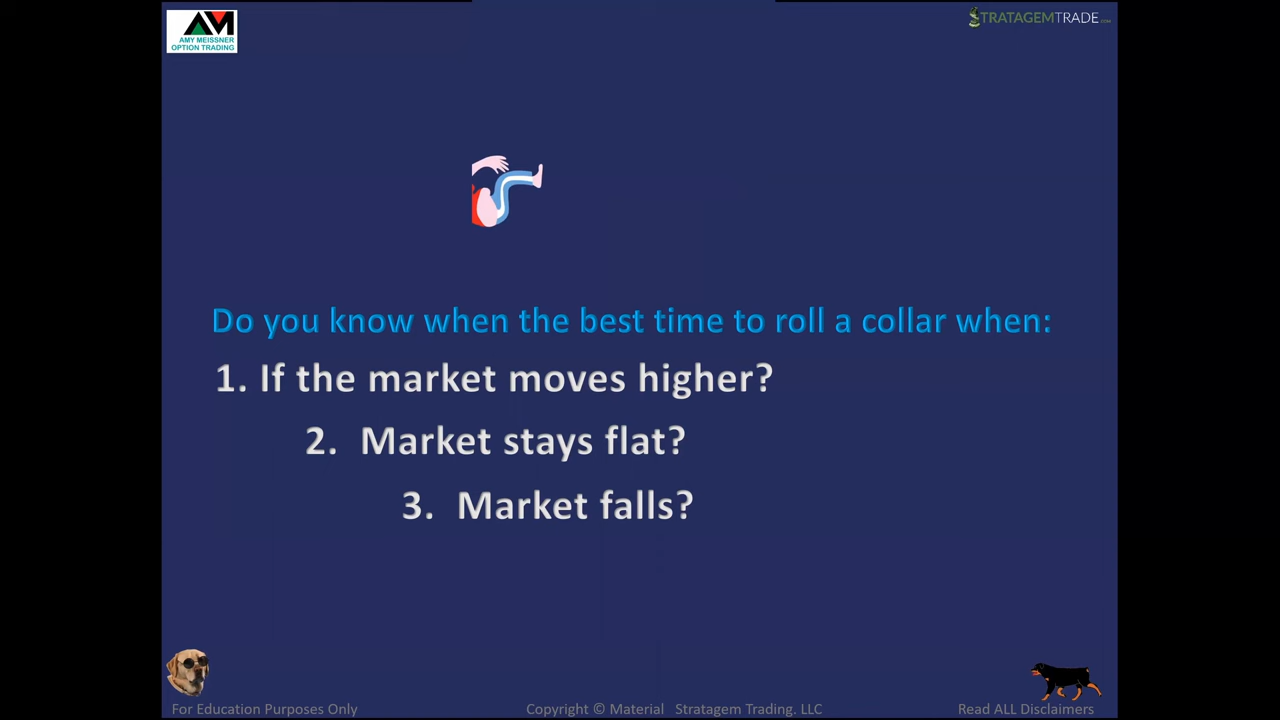 AM
AMY MEISSNER
OPTION TRADING
STRATAGEMTRADE.COM
Do you know when the best time to roll a collar when:
1. If the market moves higher?
2. Market stays flat?
3. Market falls?
For Education Purposes Only
Copyright © Material Stratagem Trading. LLC
Read ALL Disclaimers